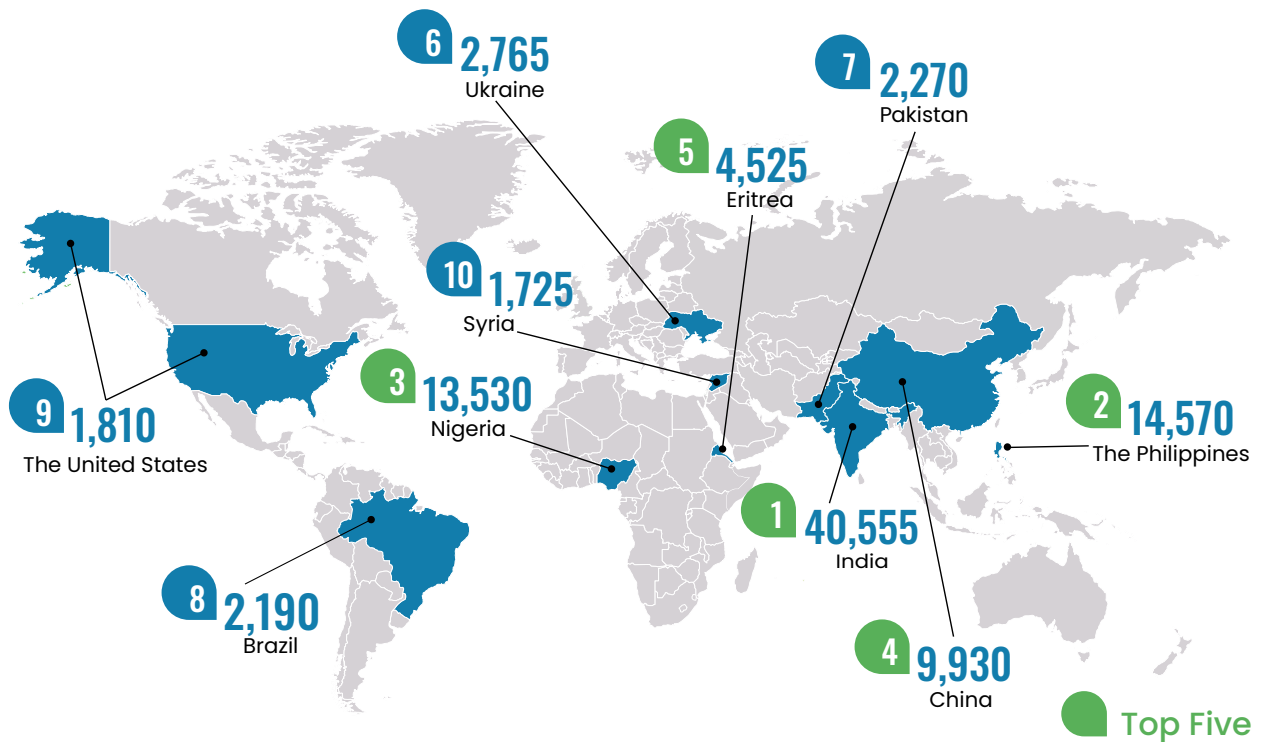 6
2,765
Ukraine
7
2,270
Pakistan
5
4,525
Eritrea
10
1,725
Syria
9
1,810
The United States
3
13,530
Nigeria
2
14,570
The Philippines
1
40,555
India
8
2,190
Brazil
4
9,930
China
Top Five